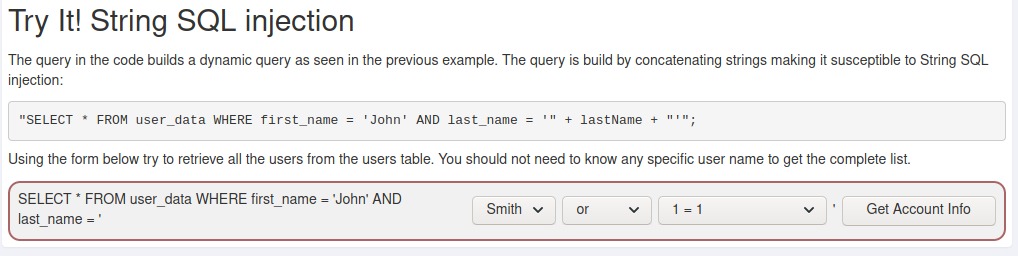 Try It! String SQL injection
The query in the code builds a dynamic query as seen in the previous example. The query is build by concatenating strings making it susceptible to String SQL
injection:
"SELECT * FROM user_data WHERE first_name = 'John' AND last_name = '" + lastName + "'";
Using the form below try to retrieve all the users from the users table. You should not need to know any specific user name to get the complete list.
SELECT * FROM user_data WHERE first_name = 'John' AND
last_name = '
Smith or 1 = 1 ' Get Account Info